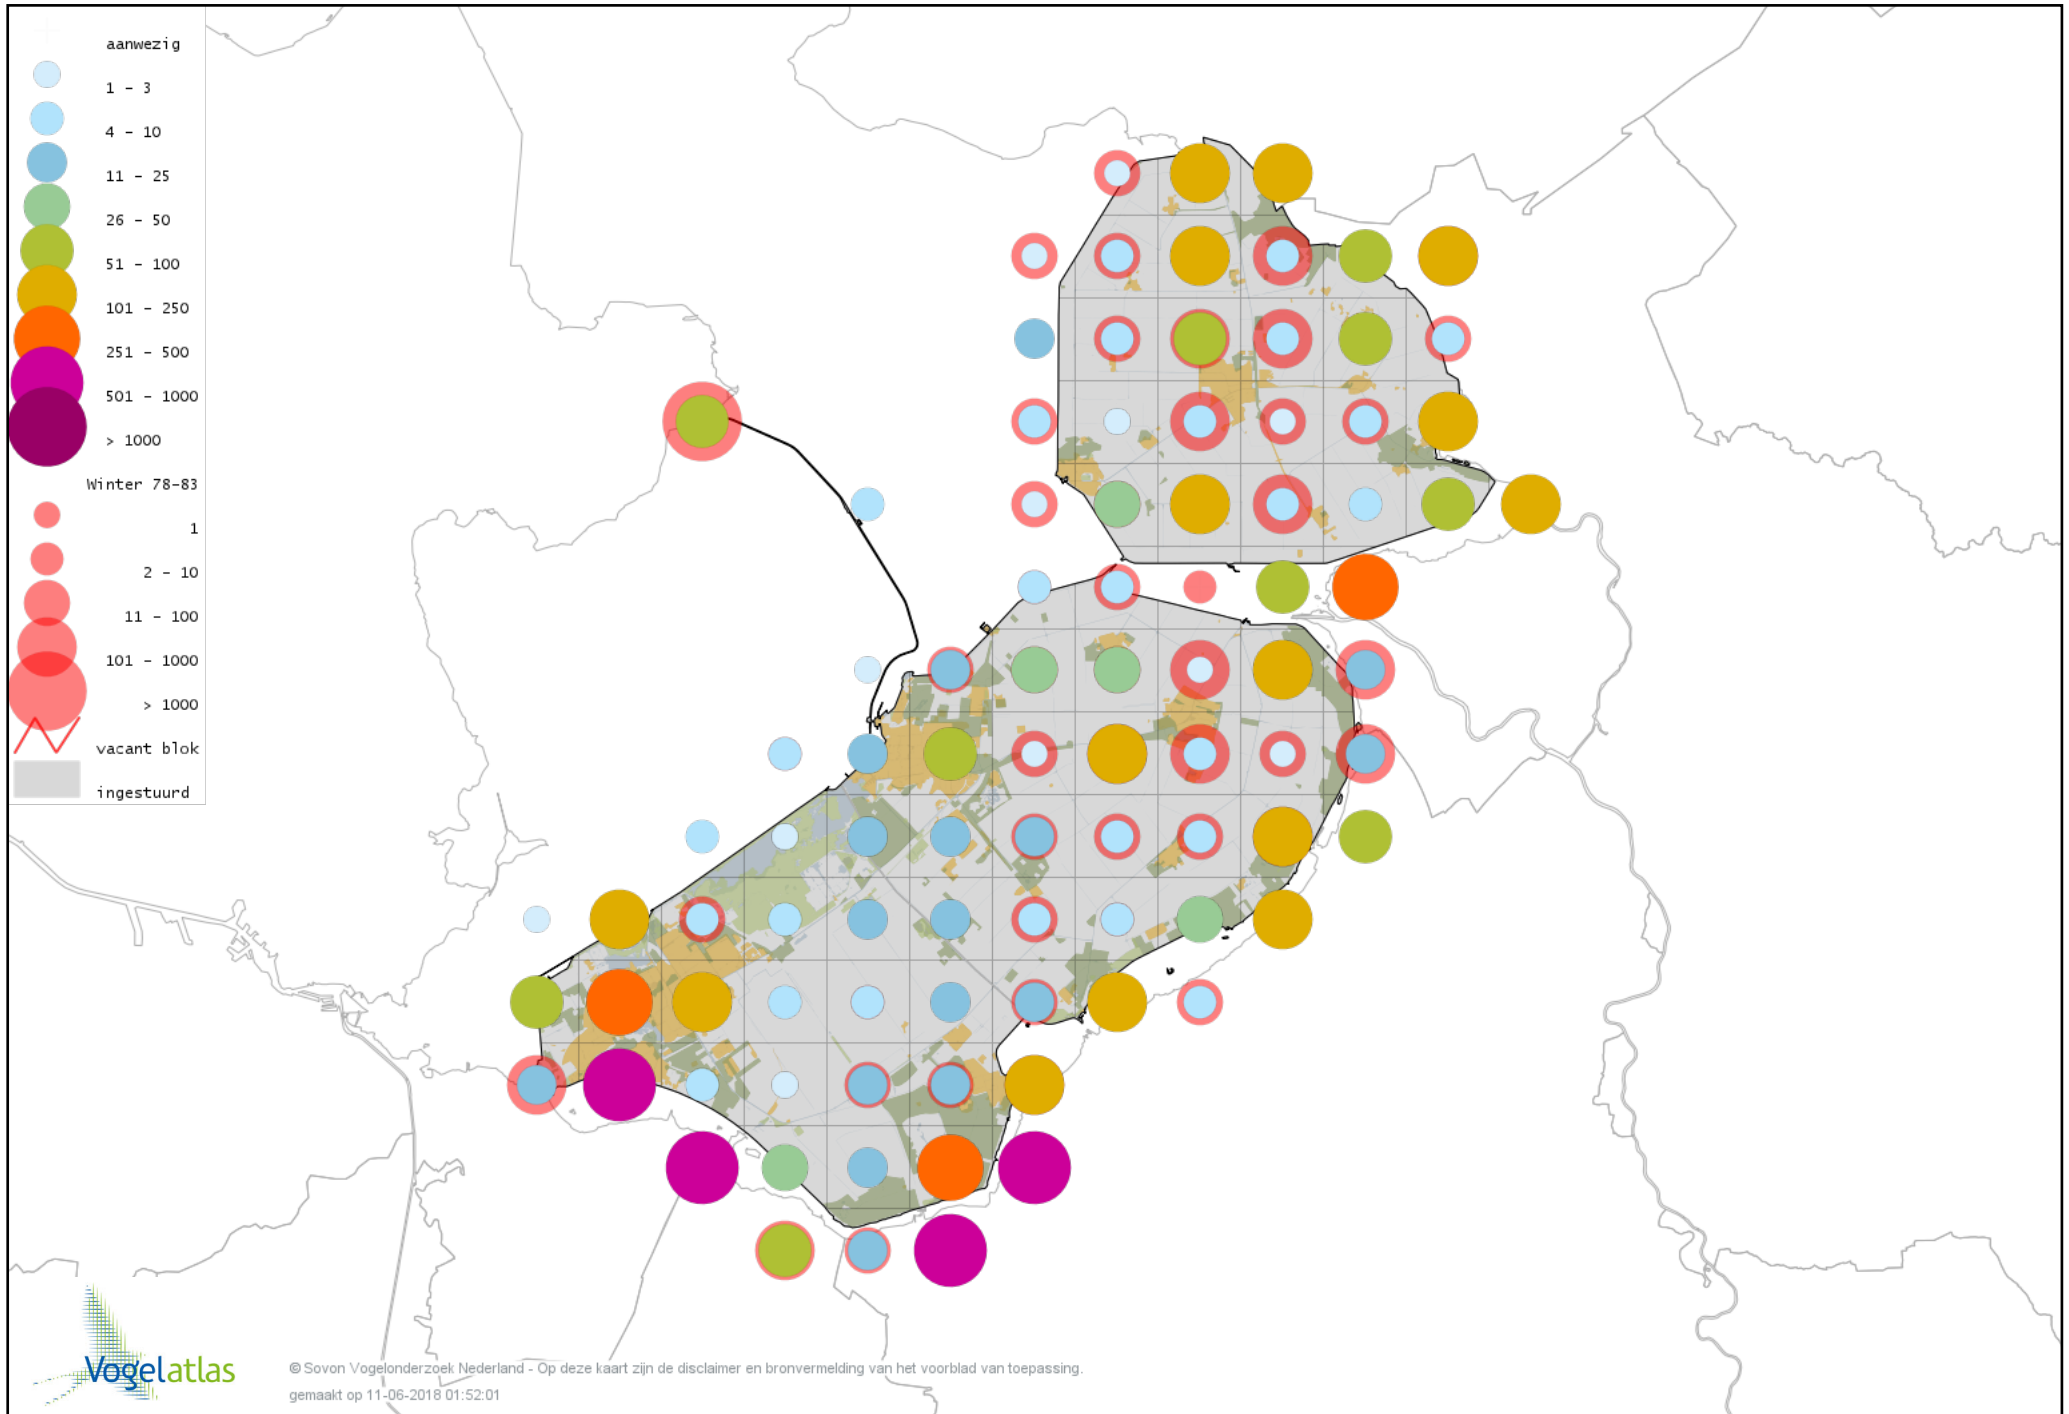 aanwezig
1 - 3
4 - 10
11 - 25
26 - 50
51 - 100
101 - 250
251 - 500
501 - 1000
> 1000
Winter 78-83
1
2 - 10
11 - 100
101 - 1000
> 1000
vacant blok
ingestuurd
Vogelatlas
© Sovon Vogelonderzoek Nederland - Op deze kaart zijn de disclaimer en bronvermelding van het voorblad van toepassing.
gemaakt op 11-06-2018 01:52:01